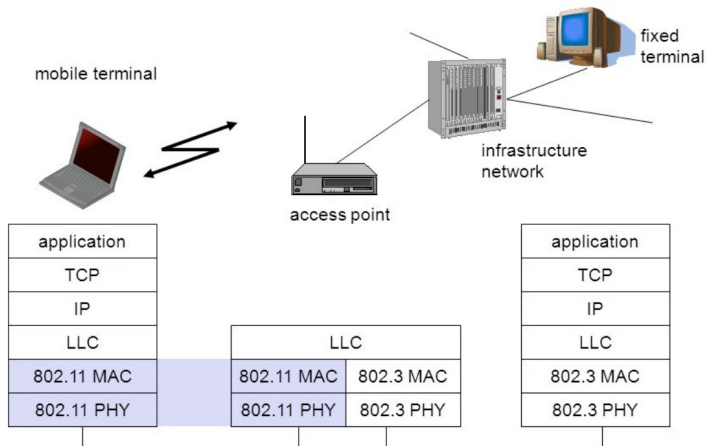 fixed
terminal
mobile terminal
infrastructure
network
access point
application
TCP
IP
LLC
802.11 MAC
802.11 PHY
LLC
802.11 MAC 802.3 MAC
802.11 PHY 802.3 PHY
application
TCP
IP
LLC
802.3 MAC
802.3 PHY